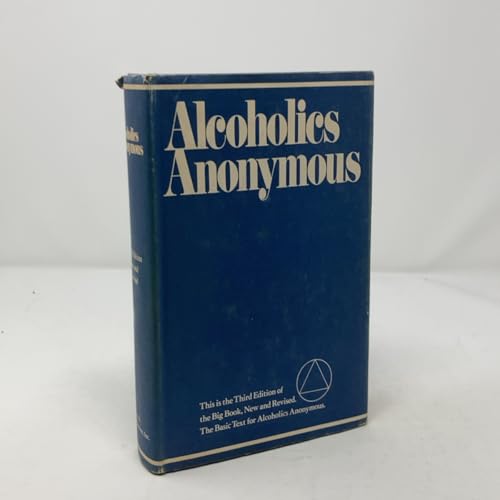 Alcoholics
Anonymous
This is the Third Edition of
the Big Book, New and Revised.
The Basic Text for Alcoholics Anonymous.